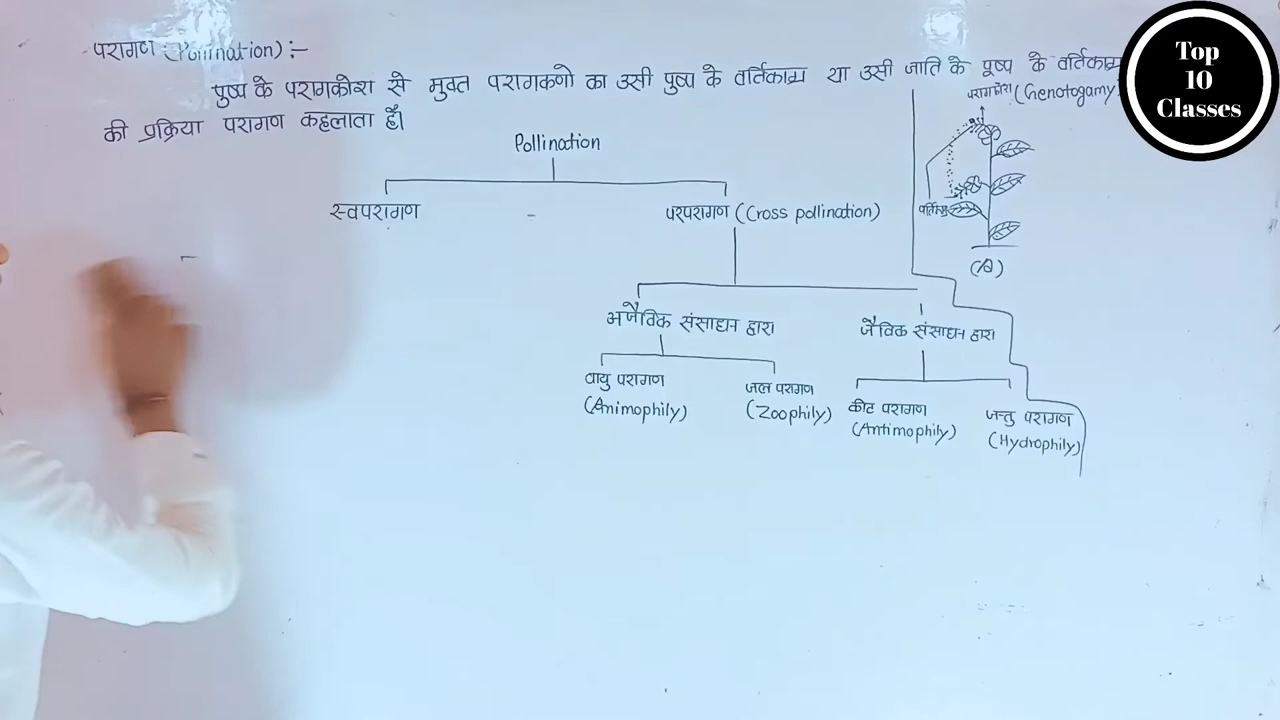 परागण (Pollination) :-
पुष्प के परागकोश से मुक्त परागकणो का उसी पुष्प के वर्तिकाग्र या उसी जाति के पूष्प के वर्तिकाग्र
की प्रक्रिया परागण कहलाता है।
Pollination
स्वपरागण
परपरागण (Cross pollination)
अजैविक संसाधन द्वारा
जैविक संसाधन द्वारा
वायु परागण
(Animophily)
जल परागण
(Zoophily)
कीट परागण
(Antimophily)
जन्तु परागण
(Hydrophily)
परागकोश (Gienotogamy)
(A)
Top
10
Classes